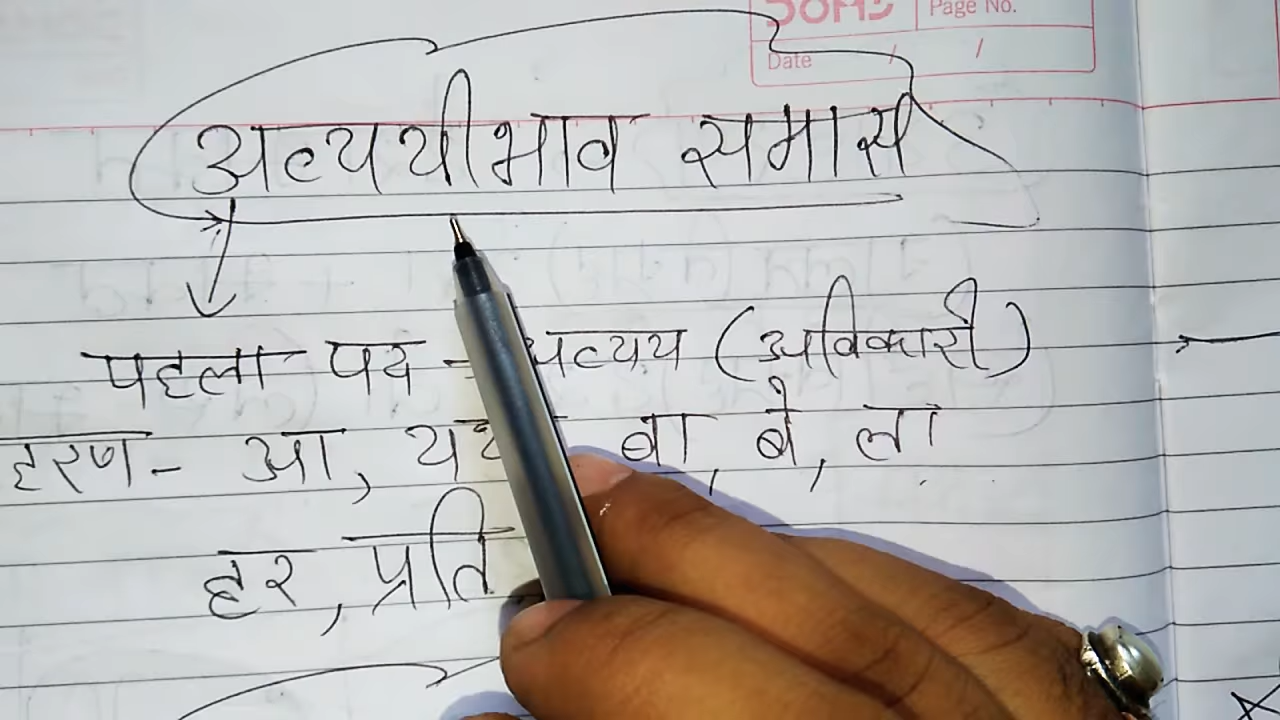 Page No.
Date / /
अव्ययीभाव समास
पहला पद - अव्यय (अविकारी)
हरण - आ, बा, बे, ला
हर, प्रति